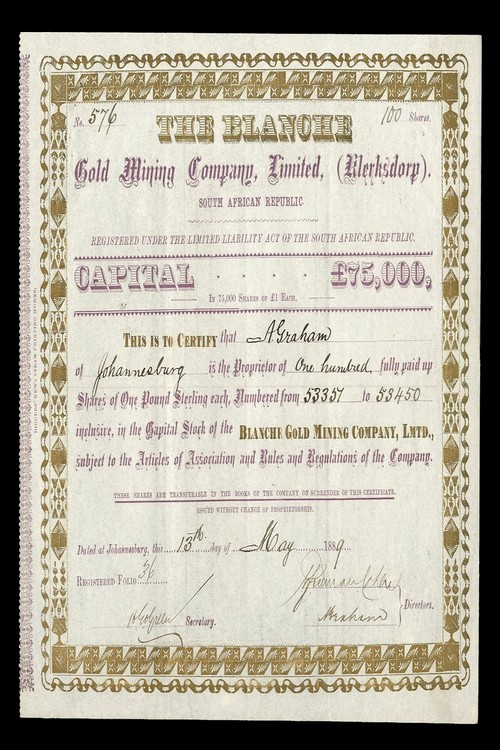 No. 576
100 Shares.
THE BLANCHE
Gold Mining Company, Limited, (Klerksdorp).
SOUTH AFRICAN REPUBLIC
REGISTERED UNDER THE LIMITED LIABILITY ACT OF THE SOUTH AFRICAN REPUBLIC.
CAPITAL . . . . £75,000,
IN 75,000 SHARES OF £1 EACH,
THIS IS TO CERTIFY that A Graham
of Johannesburg is the Proprietor of One hundred fully paid up
Shares of One Pound Sterling each, Numbered from 53351 to 53450
inclusive, in the Capital Stock of the BLANCHE GOLD MINING COMPANY, LMTD.,
subject to the Articles of Association and Rules and Regulations of the Company.
THESE SHARES ARE TRANSFERABLE IN THE BOOKS OF THE COMPANY ON SURRENDER OF THIS CERTIFICATE.
ISSUED WITHOUT CHANGE OF PROPRIETORSHIP.
Dated at Johannesburg, this 13th day of May 1889
REGISTERED FOLIO 36
Secretary.
AGraham
Directors.